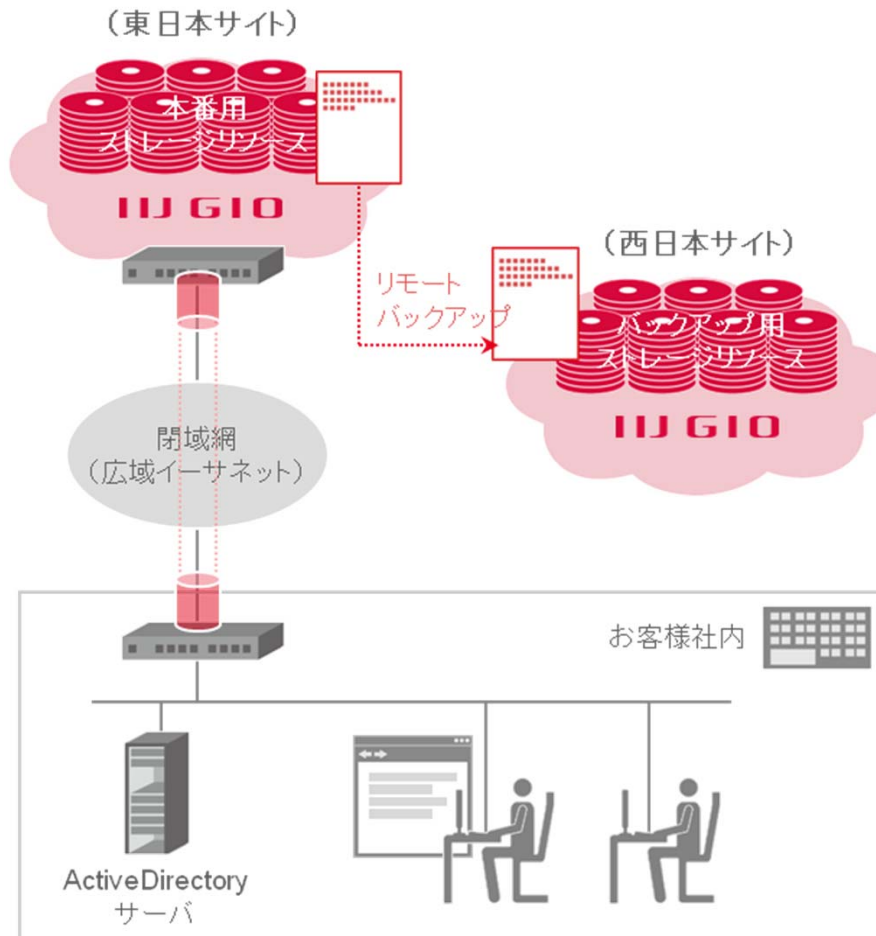 （東日本サイト）
本番用
ストレージリソース
IIJ GIO
（西日本サイト）
リモート
バックアップ
バックアップ用
ストレージリソース
IIJ GIO
閉域網
（広域イーサネット）
お客様社内
ActiveDirectory
サーバ